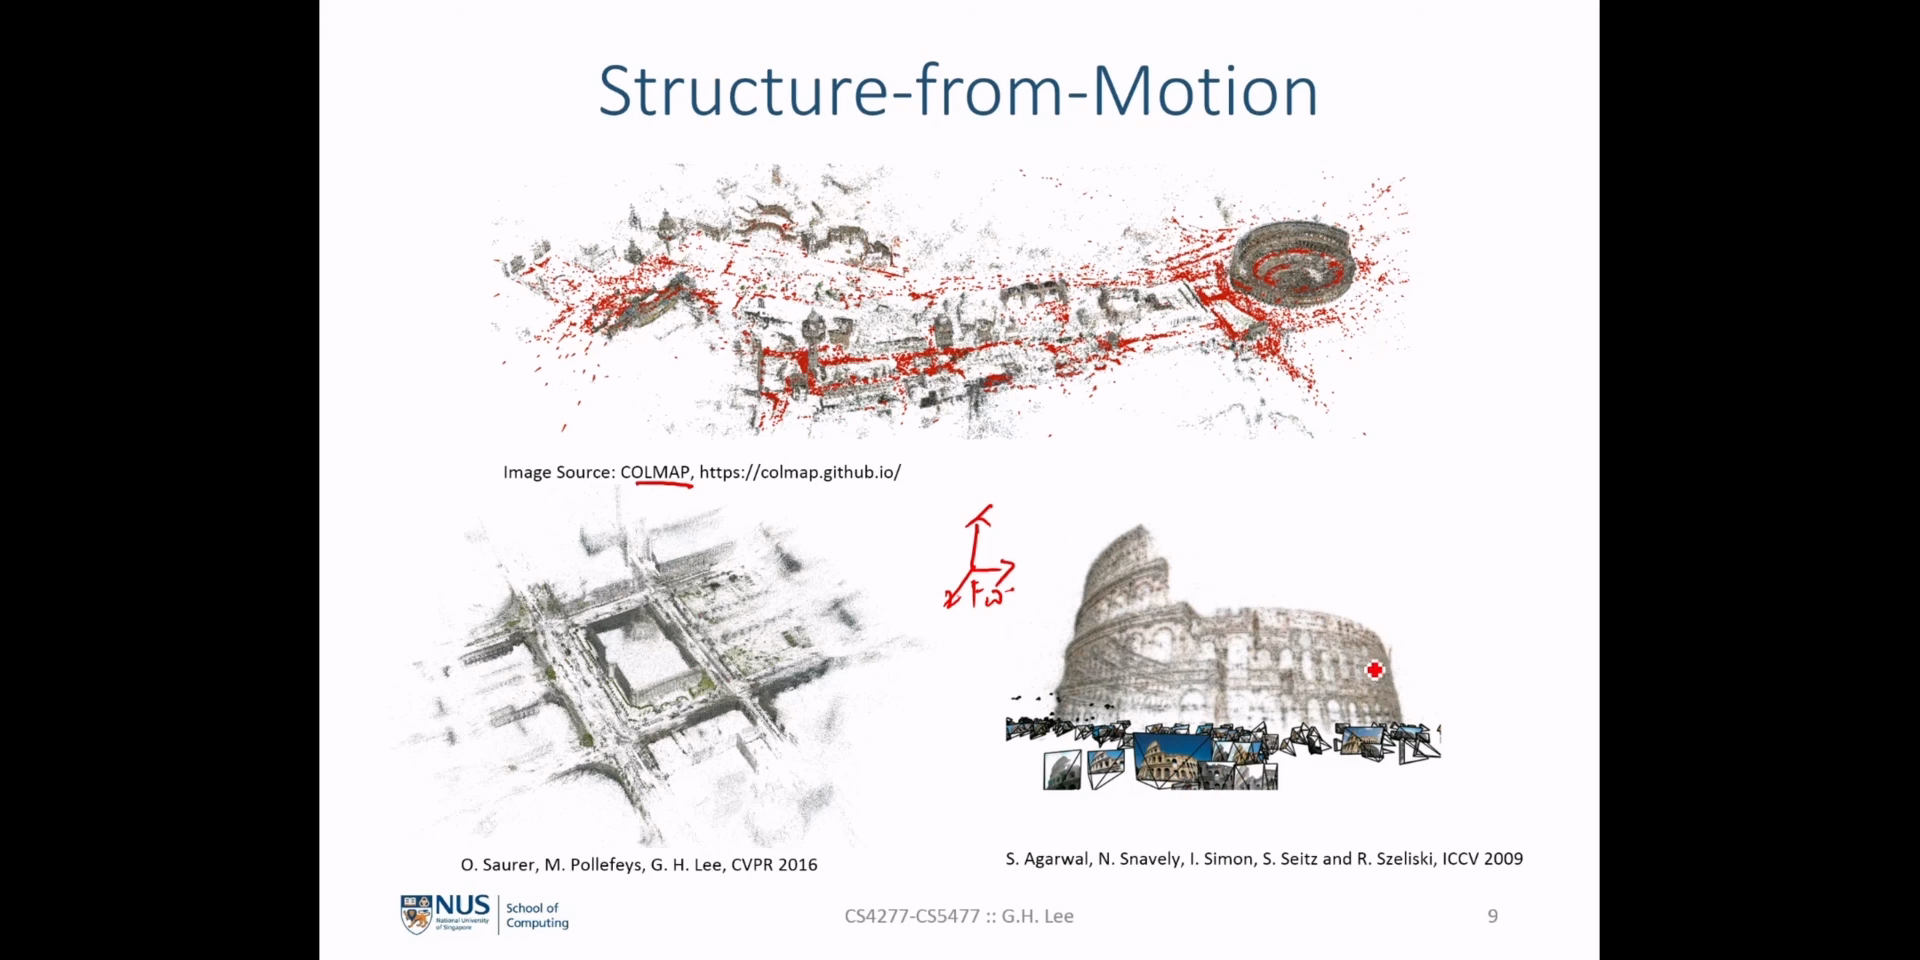 Structure-from-Motion
Image Source: COLMAP, https://colmap.github.io/
F
O. Saurer, M. Pollefeys, G. H. Lee, CVPR 2016
S. Agarwal, N. Snavely, I. Simon, S. Seitz and R. Szeliski, ICCV 2009
NUS
National University
of Singapore
School of
Computing
CS4277-CS5477 :: G.H. Lee
9